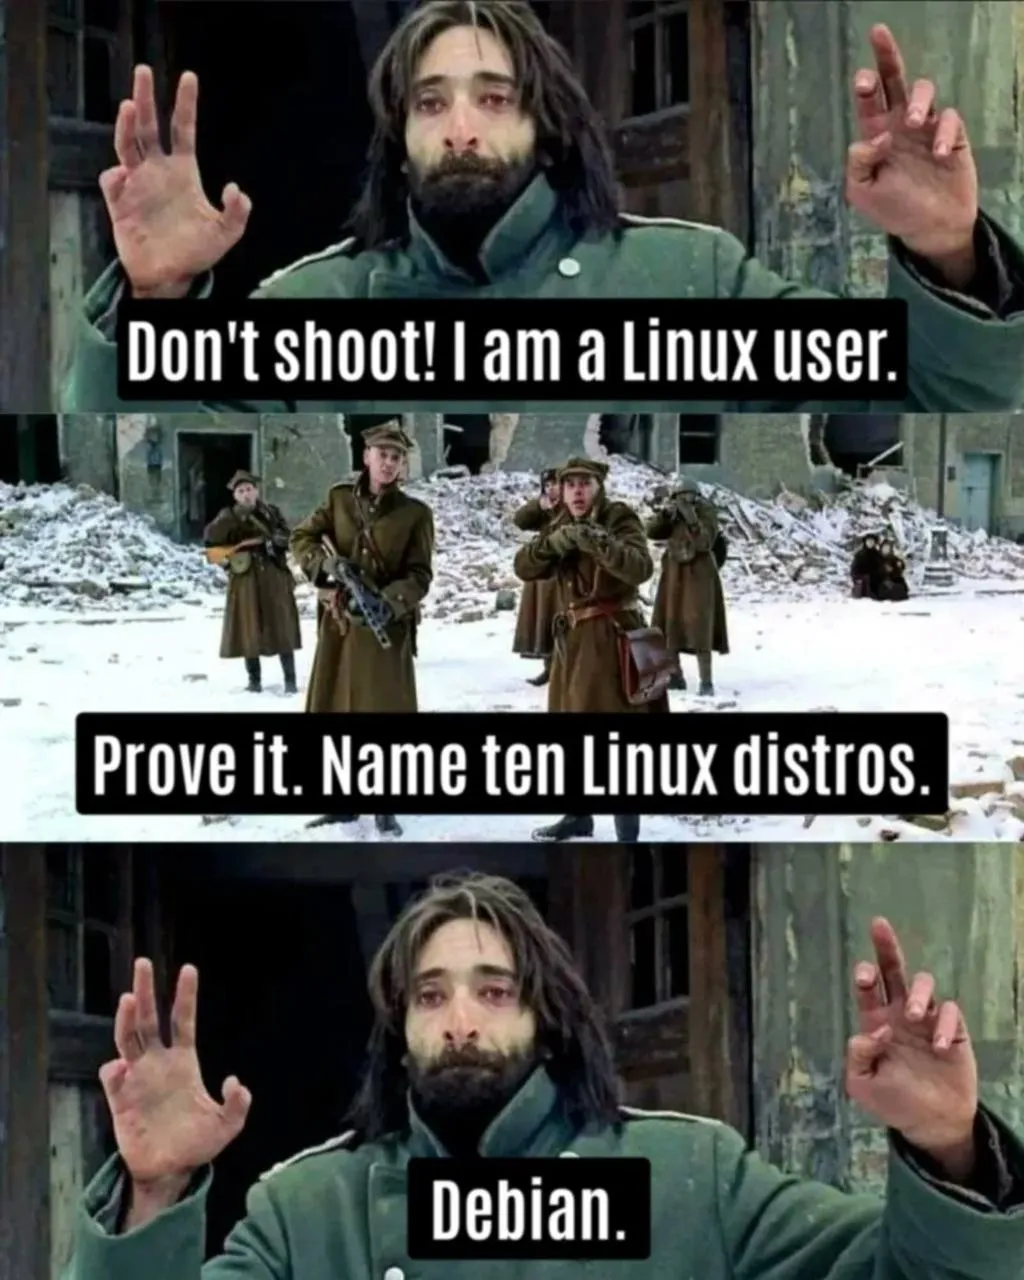 Don't shoot! I am a Linux user.
Prove it. Name ten Linux distros.
Debian.